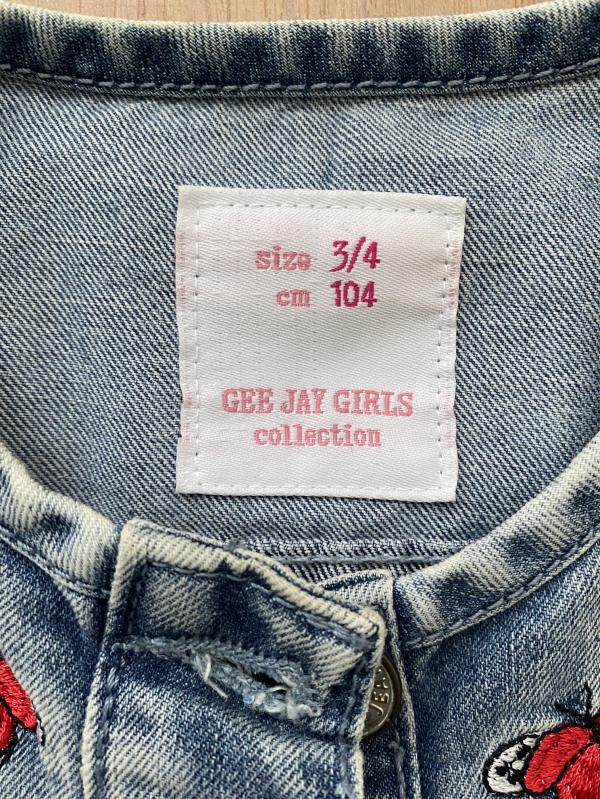 size 3/4
cm 104
GEE JAY GIRLS
collection